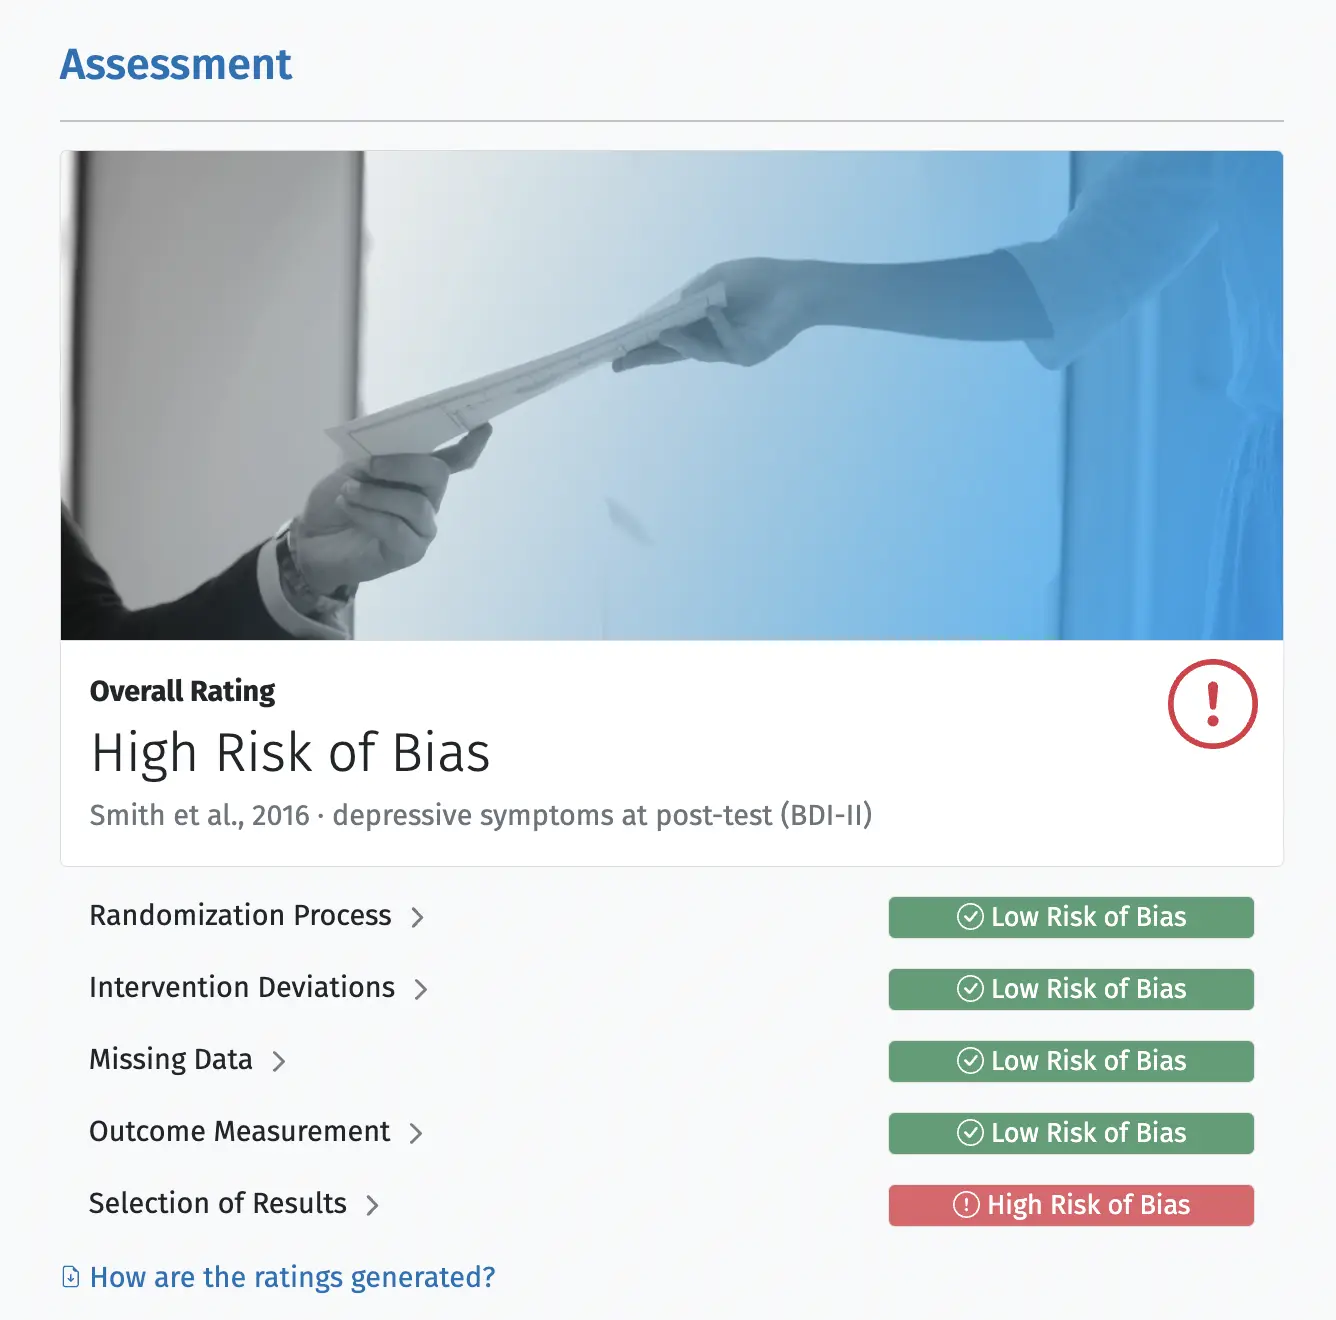 Assessment
Overall Rating
High Risk of Bias
Smith et al., 2016 · depressive symptoms at post-test (BDI-II)
Randomization Process
Low Risk of Bias
Intervention Deviations
Low Risk of Bias
Missing Data
Low Risk of Bias
Outcome Measurement
Low Risk of Bias
Selection of Results
High Risk of Bias
How are the ratings generated?